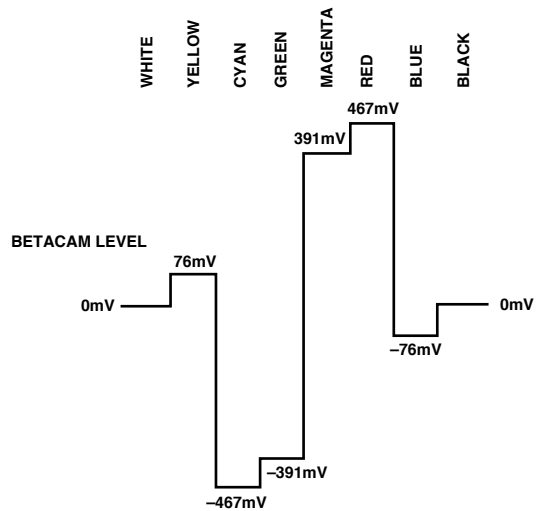 WHITE
YELLOW
CYAN
GREEN
MAGENTA
RED
BLUE
BLACK
467mV
391mV
BETACAM LEVEL
76mV
0mV
0mV
–76mV
–391mV
–467mV